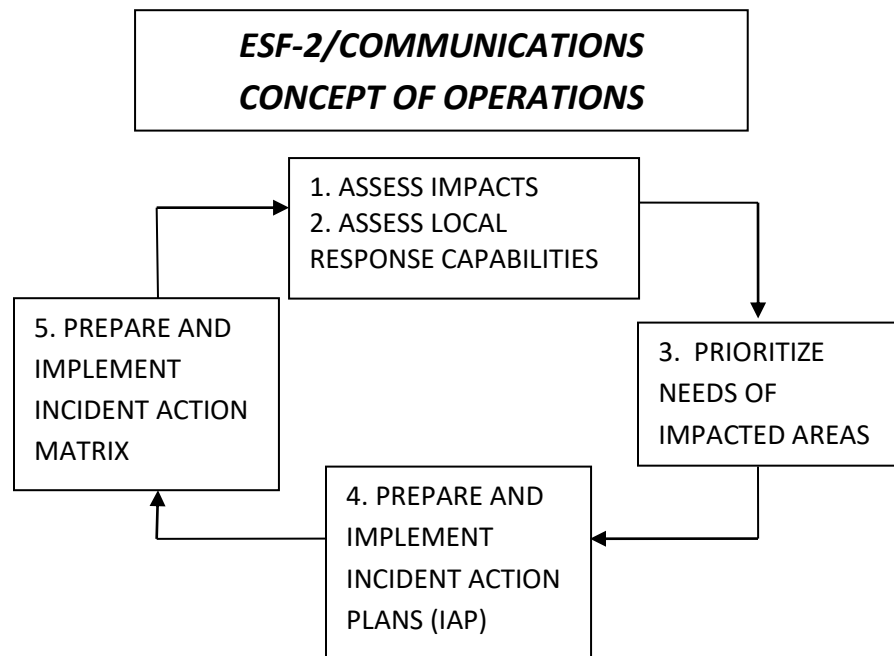 ESF-2/COMMUNICATIONS
CONCEPT OF OPERATIONS
1. ASSESS IMPACTS
2. ASSESS LOCAL
RESPONSE CAPABILITIES
3. PRIORITIZE
NEEDS OF
IMPACTED AREAS
4. PREPARE AND
IMPLEMENT
INCIDENT ACTION
PLANS (IAP)
5. PREPARE AND
IMPLEMENT
INCIDENT ACTION
MATRIX